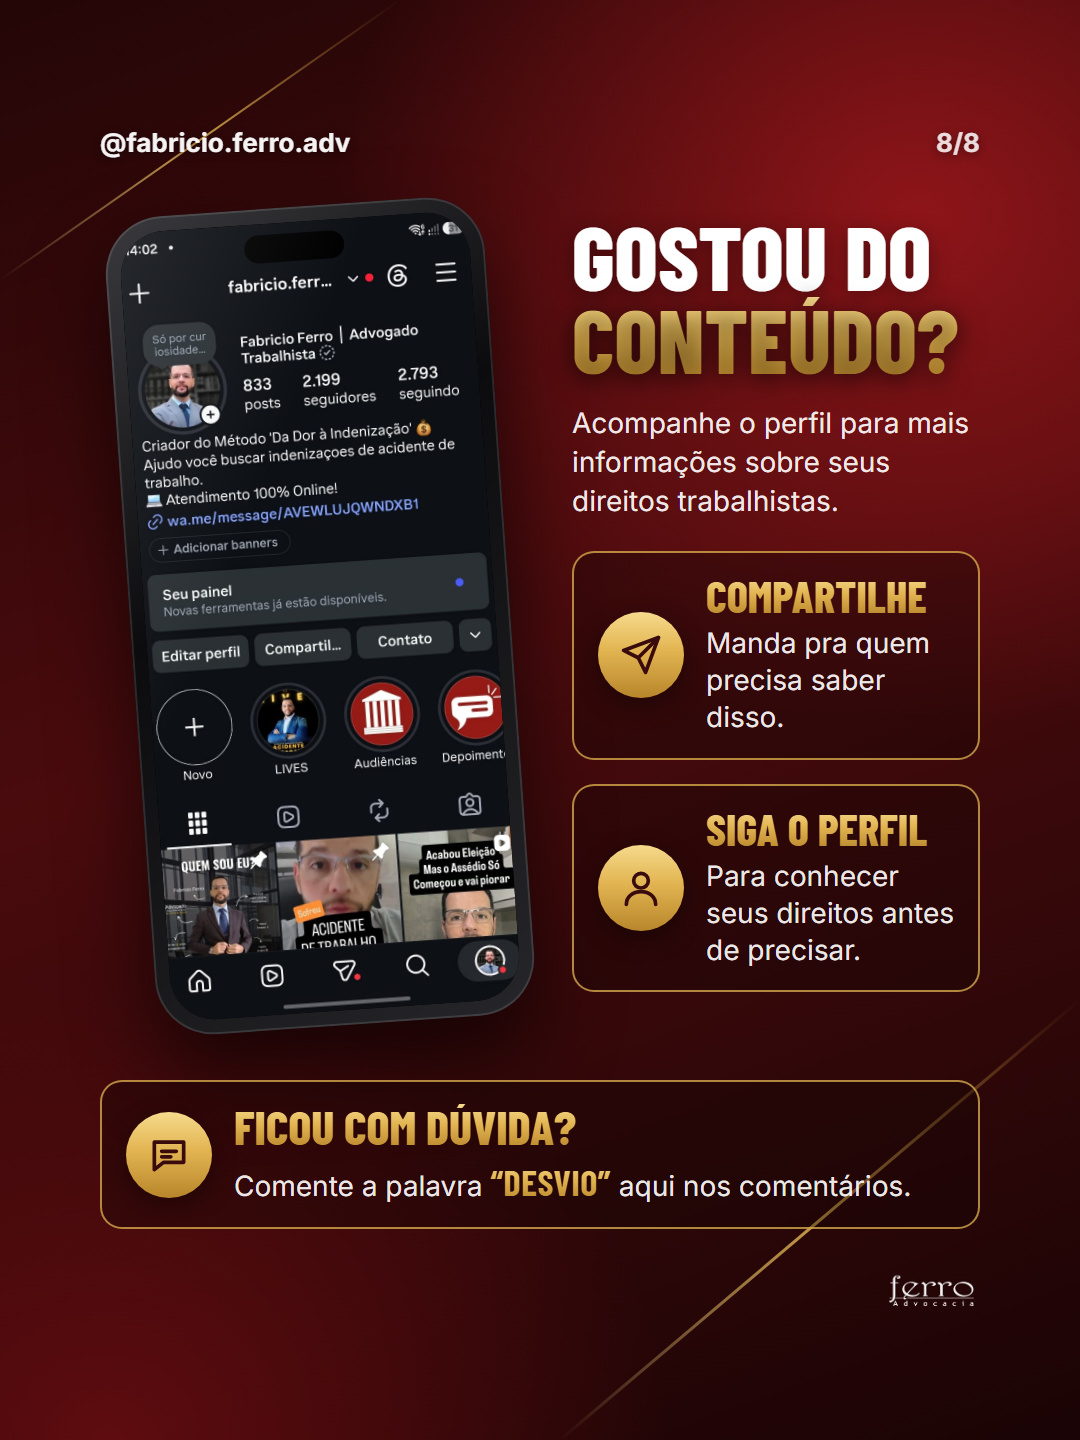 @fabricio.ferro.adv
8/8
4:02
fabricio.ferr...
Só por cur
iosidade...
Fabricio Ferro | Advogado
Trabalhista
833
posts
2.199
seguidores
2.793
seguindo
Criador do Método 'Da Dor à Indenização' 💰
Ajudo você buscar indenizaçoes de acidente de
trabalho.
💻 Atendimento 100% Online!
wa.me/message/AVEWLUJQWNDXB1
+ Adicionar banners
Seu painel
Novas ferramentas já estão disponíveis.
Editar perfil
Compartil...
Contato
Novo
LIVES
Audiências
Depoiment
QUEM SOU EU?
Sofreu
ACIDENTE
DE TRABALHO
Acabou Eleição
Mas o Assédio Só
Começou e vai piorar
GOSTOU DO
CONTEÚDO?
Acompanhe o perfil para mais
informações sobre seus
direitos trabalhistas.
COMPARTILHE
Manda pra quem
precisa saber
disso.
SIGA O PERFIL
Para conhecer
seus direitos antes
de precisar.
FICOU COM DÚVIDA?
Comente a palavra “DESVIO” aqui nos comentários.
ferro
Advocacia